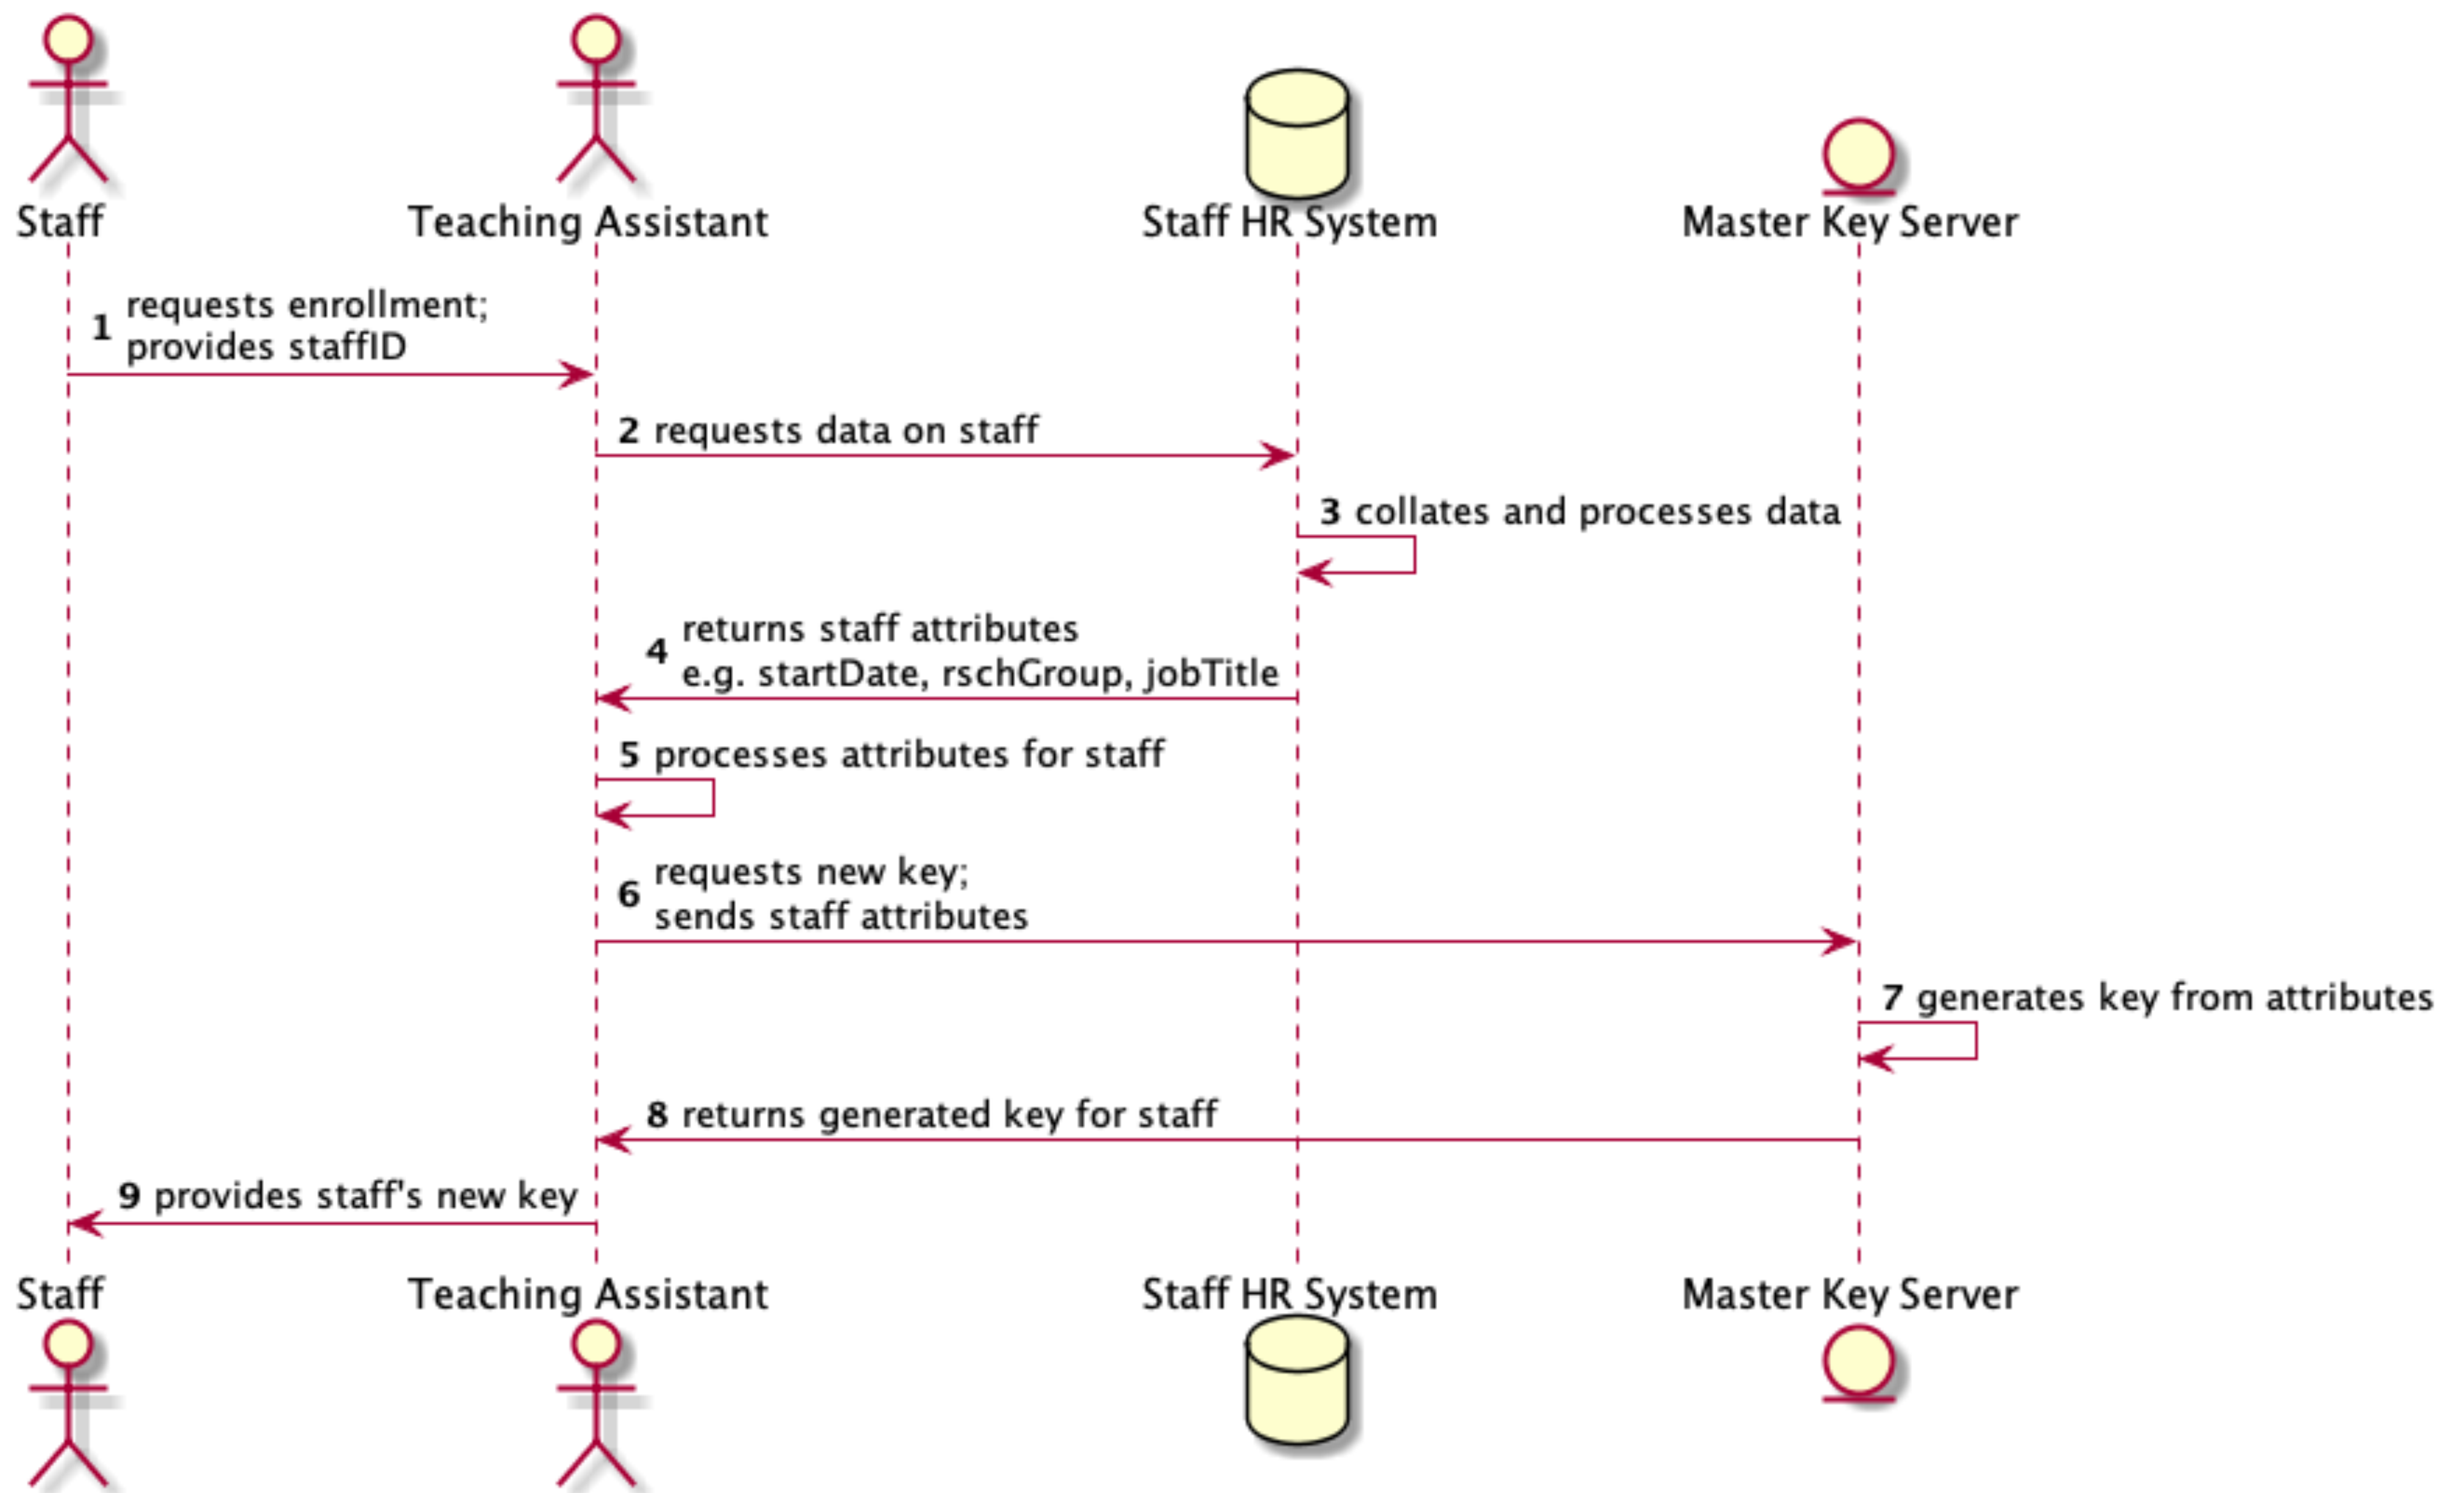 Staff
Teaching Assistant
Staff HR System
Master Key Server
1 requests enrollment;
provides staffID
2 requests data on staff
3 collates and processes data
4 returns staff attributes
e.g. startDate, rschGroup, jobTitle
5 processes attributes for staff
6 requests new key;
sends staff attributes
7 generates key from attributes
8 returns generated key for staff
9 provides staff's new key
Staff
Teaching Assistant
Staff HR System
Master Key Server